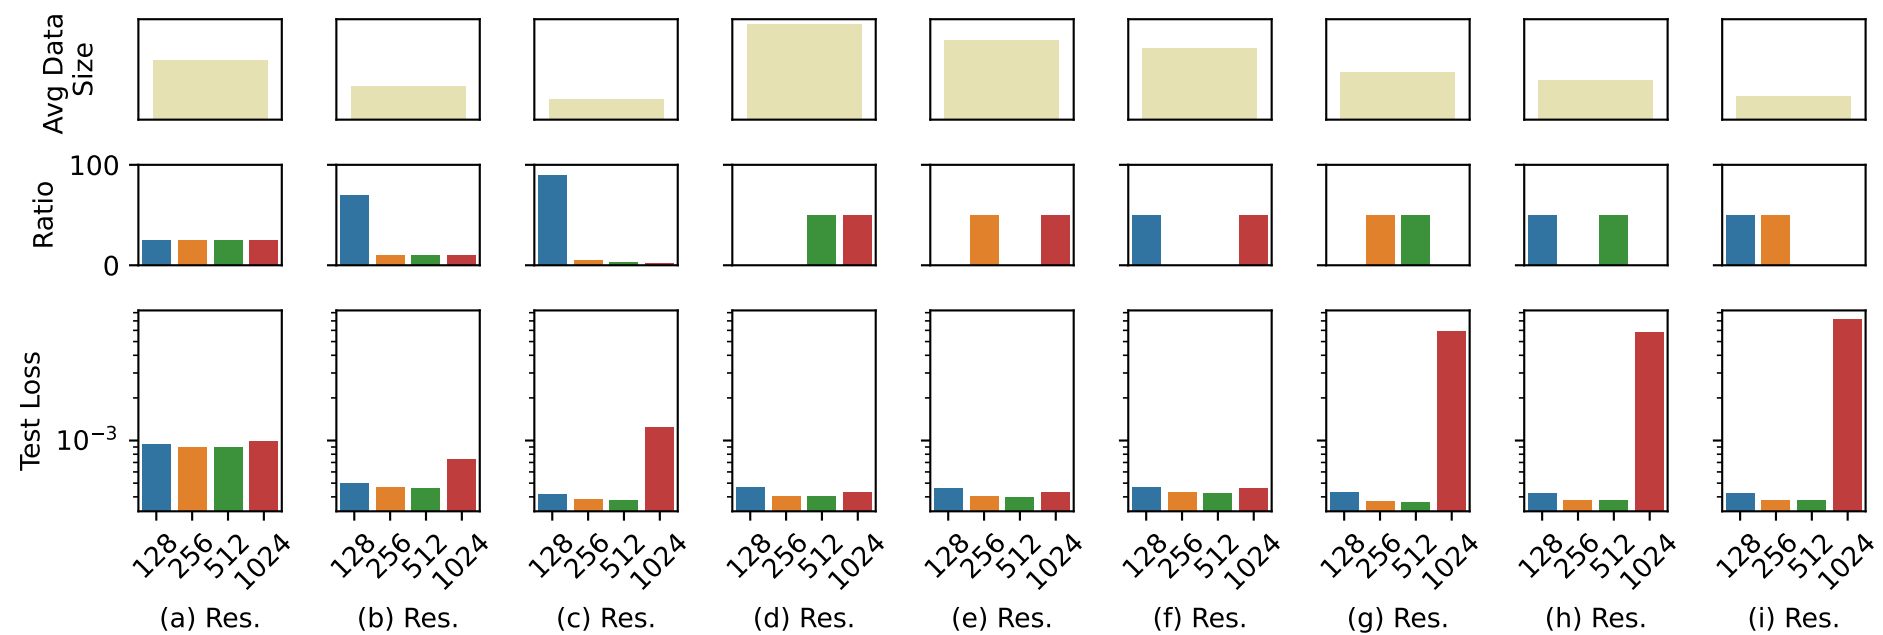 Avg Data
Size
Ratio
100
0
Test Loss
10⁻³
128 256 512 1024 128 256 512 1024 128 256 512 1024 128 256 512 1024 128 256 512 1024 128 256 512 1024 128 256 512 1024 128 256 512 1024 128 256 512 1024
(a) Res. (b) Res. (c) Res. (d) Res. (e) Res. (f) Res. (g) Res. (h) Res. (i) Res.